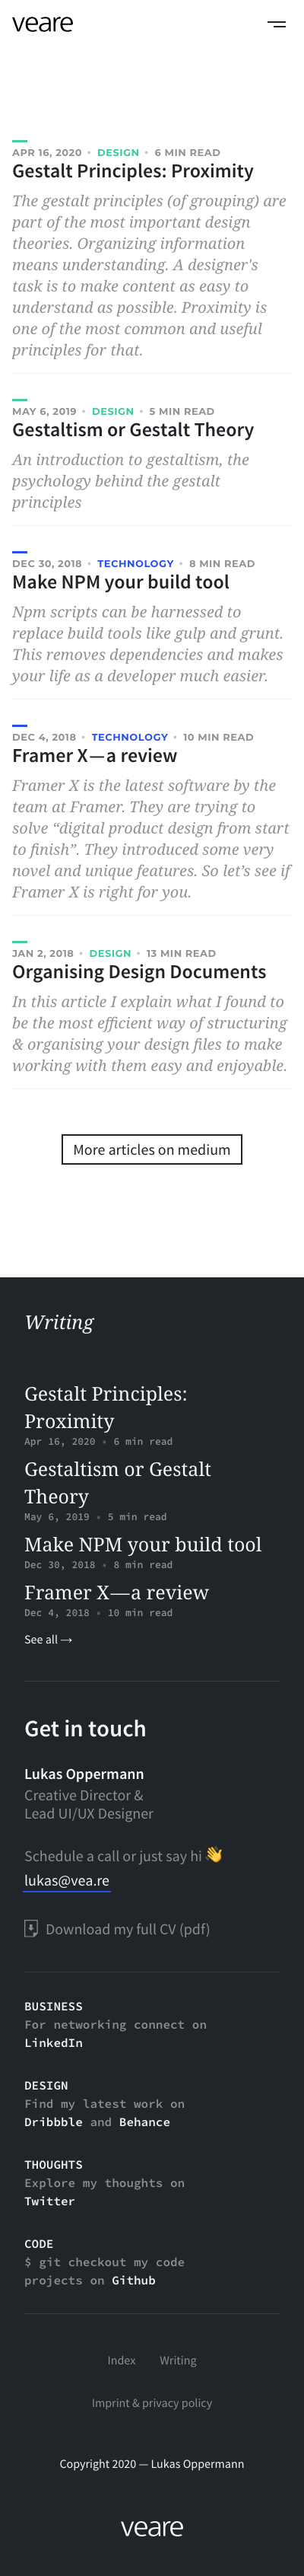 veare
APR 16, 2020 • DESIGN • 6 MIN READ
Gestalt Principles: Proximity
The gestalt principles (of grouping) are
part of the most important design
theories. Organizing information
means understanding. A designer's
task is to make content as easy to
understand as possible. Proximity is
one of the most common and useful
principles for that.
MAY 6, 2019 • DESIGN • 5 MIN READ
Gestaltism or Gestalt Theory
An introduction to gestaltism, the
psychology behind the gestalt
principles
DEC 30, 2018 • TECHNOLOGY • 8 MIN READ
Make NPM your build tool
Npm scripts can be harnessed to
replace build tools like gulp and grunt.
This removes dependencies and makes
your life as a developer much easier.
DEC 4, 2018 • TECHNOLOGY • 10 MIN READ
Framer X—a review
Framer X is the latest software by the
team at Framer. They are trying to
solve “digital product design from start
to finish”. They introduced some very
novel and unique features. So let’s see if
Framer X is right for you.
JAN 2, 2018 • DESIGN • 13 MIN READ
Organising Design Documents
In this article I explain what I found to
be the most efficient way of structuring
& organising your design files to make
working with them easy and enjoyable.
More articles on medium
Writing
Gestalt Principles:
Proximity
Apr 16, 2020 • 6 min read
Gestaltism or Gestalt
Theory
May 6, 2019 • 5 min read
Make NPM your build tool
Dec 30, 2018 • 8 min read
Framer X—a review
Dec 4, 2018 • 10 min read
See all →
Get in touch
Lukas Oppermann
Creative Director &
Lead UI/UX Designer
Schedule a call or just say hi 👋
lukas@vea.re
Download my full CV (pdf)
BUSINESS
For networking connect on
LinkedIn
DESIGN
Find my latest work on
Dribbble and Behance
THOUGHTS
Explore my thoughts on
Twitter
CODE
$ git checkout my code
projects on Github
Index Writing
Imprint & privacy policy
Copyright 2020 — Lukas Oppermann
veare